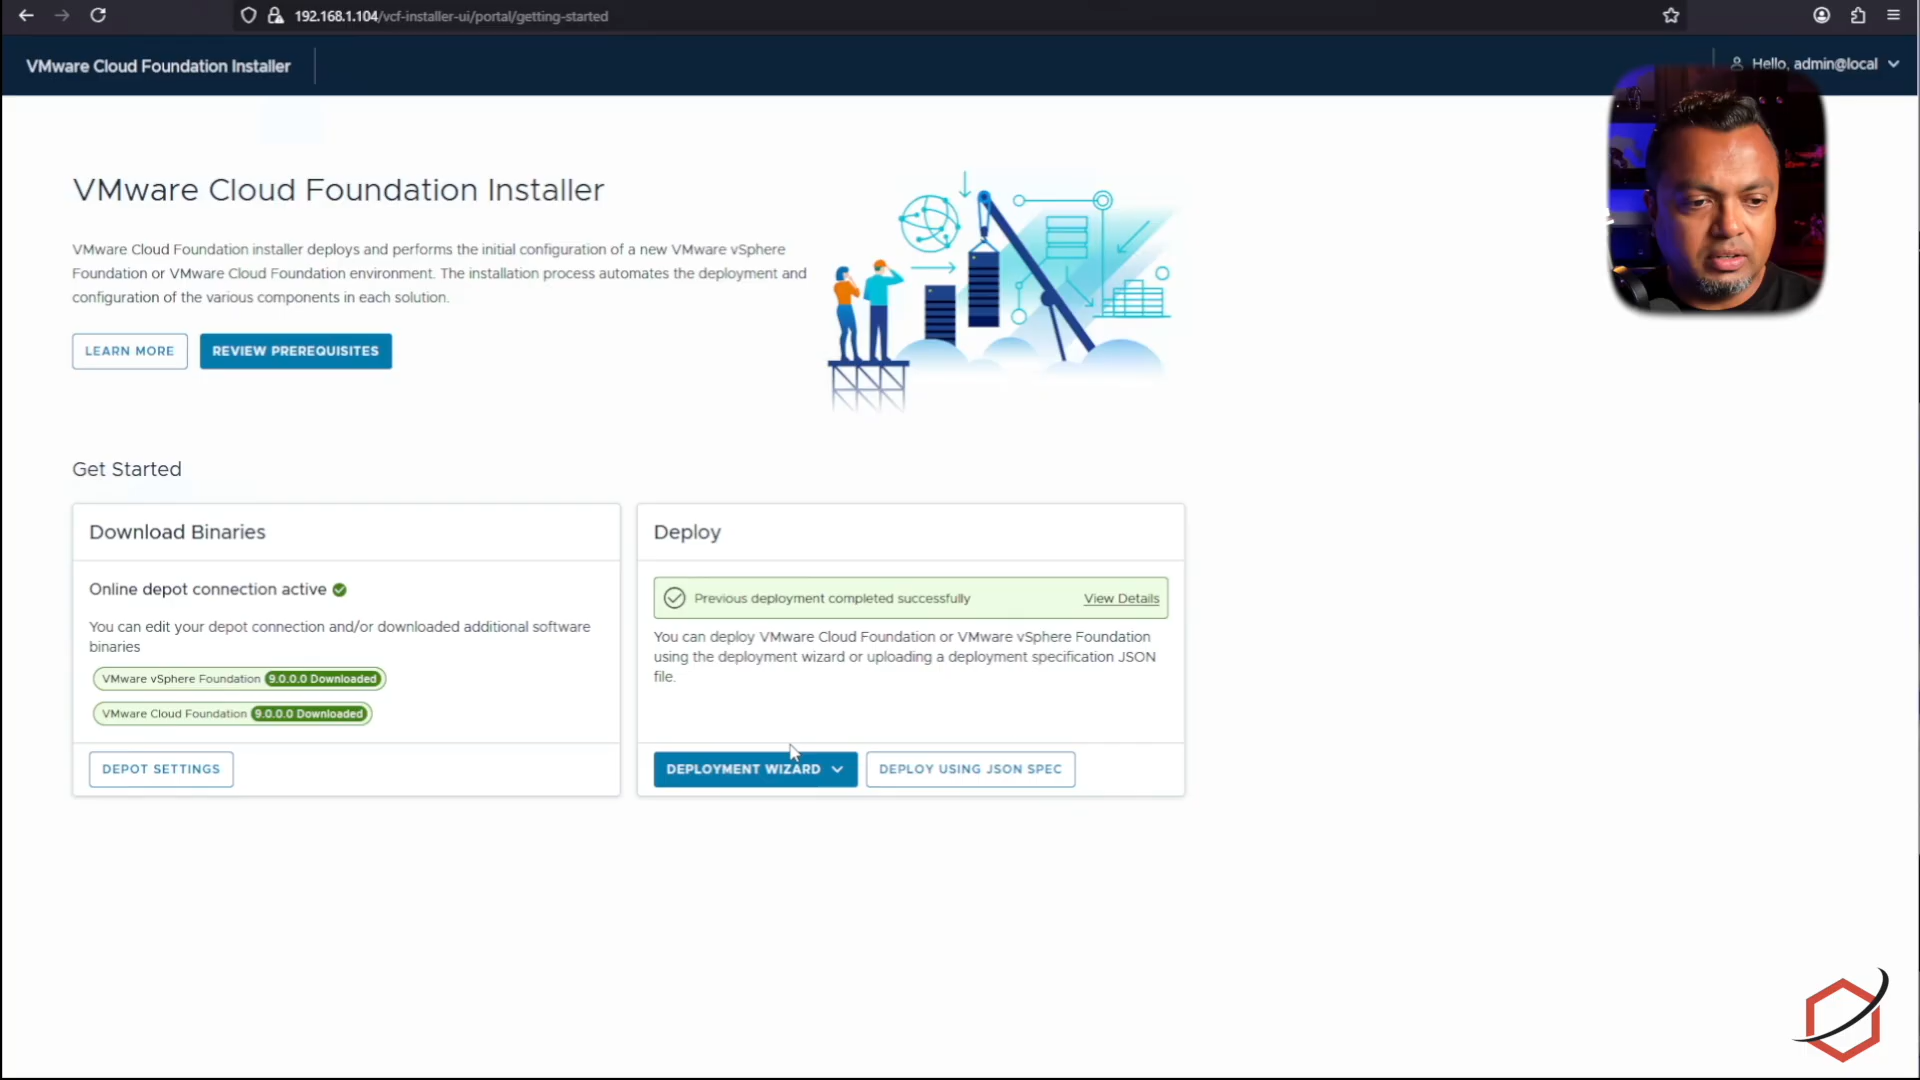 192.168.1.104/vcf-installer-ui/portal/getting-started
VMware Cloud Foundation Installer
Hello, admin@local
VMware Cloud Foundation Installer
VMware Cloud Foundation installer deploys and performs the initial configuration of a new VMware vSphere
Foundation or VMware Cloud Foundation environment. The installation process automates the deployment and
configuration of the various components in each solution.
LEARN MORE
REVIEW PREREQUISITES
Get Started
Download Binaries
Online depot connection active
You can edit your depot connection and/or downloaded additional software
binaries
VMware vSphere Foundation 9.0.0.0 Downloaded
VMware Cloud Foundation 9.0.0.0 Downloaded
DEPOT SETTINGS
Deploy
Previous deployment completed successfully
View Details
You can deploy VMware Cloud Foundation or VMware vSphere Foundation
using the deployment wizard or uploading a deployment specification JSON
file.
DEPLOYMENT WIZARD
DEPLOY USING JSON SPEC